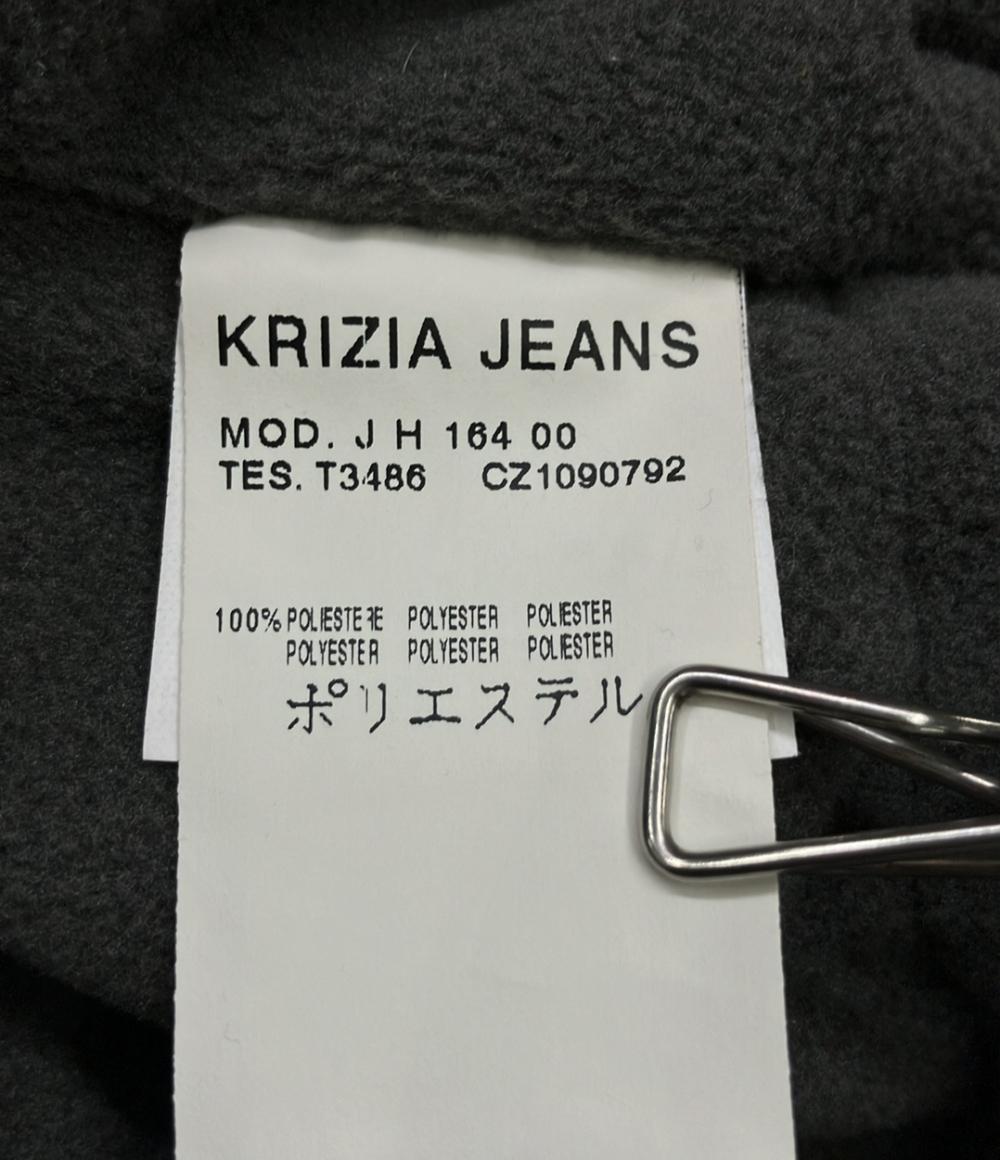 KRIZIA JEANS
MOD. J H 164 00
TES. T3486 CZ1090792
100% POLIESTERE POLYESTER POLIESTER
POLYESTER POLYESTER POLIESTER
ポリエステル